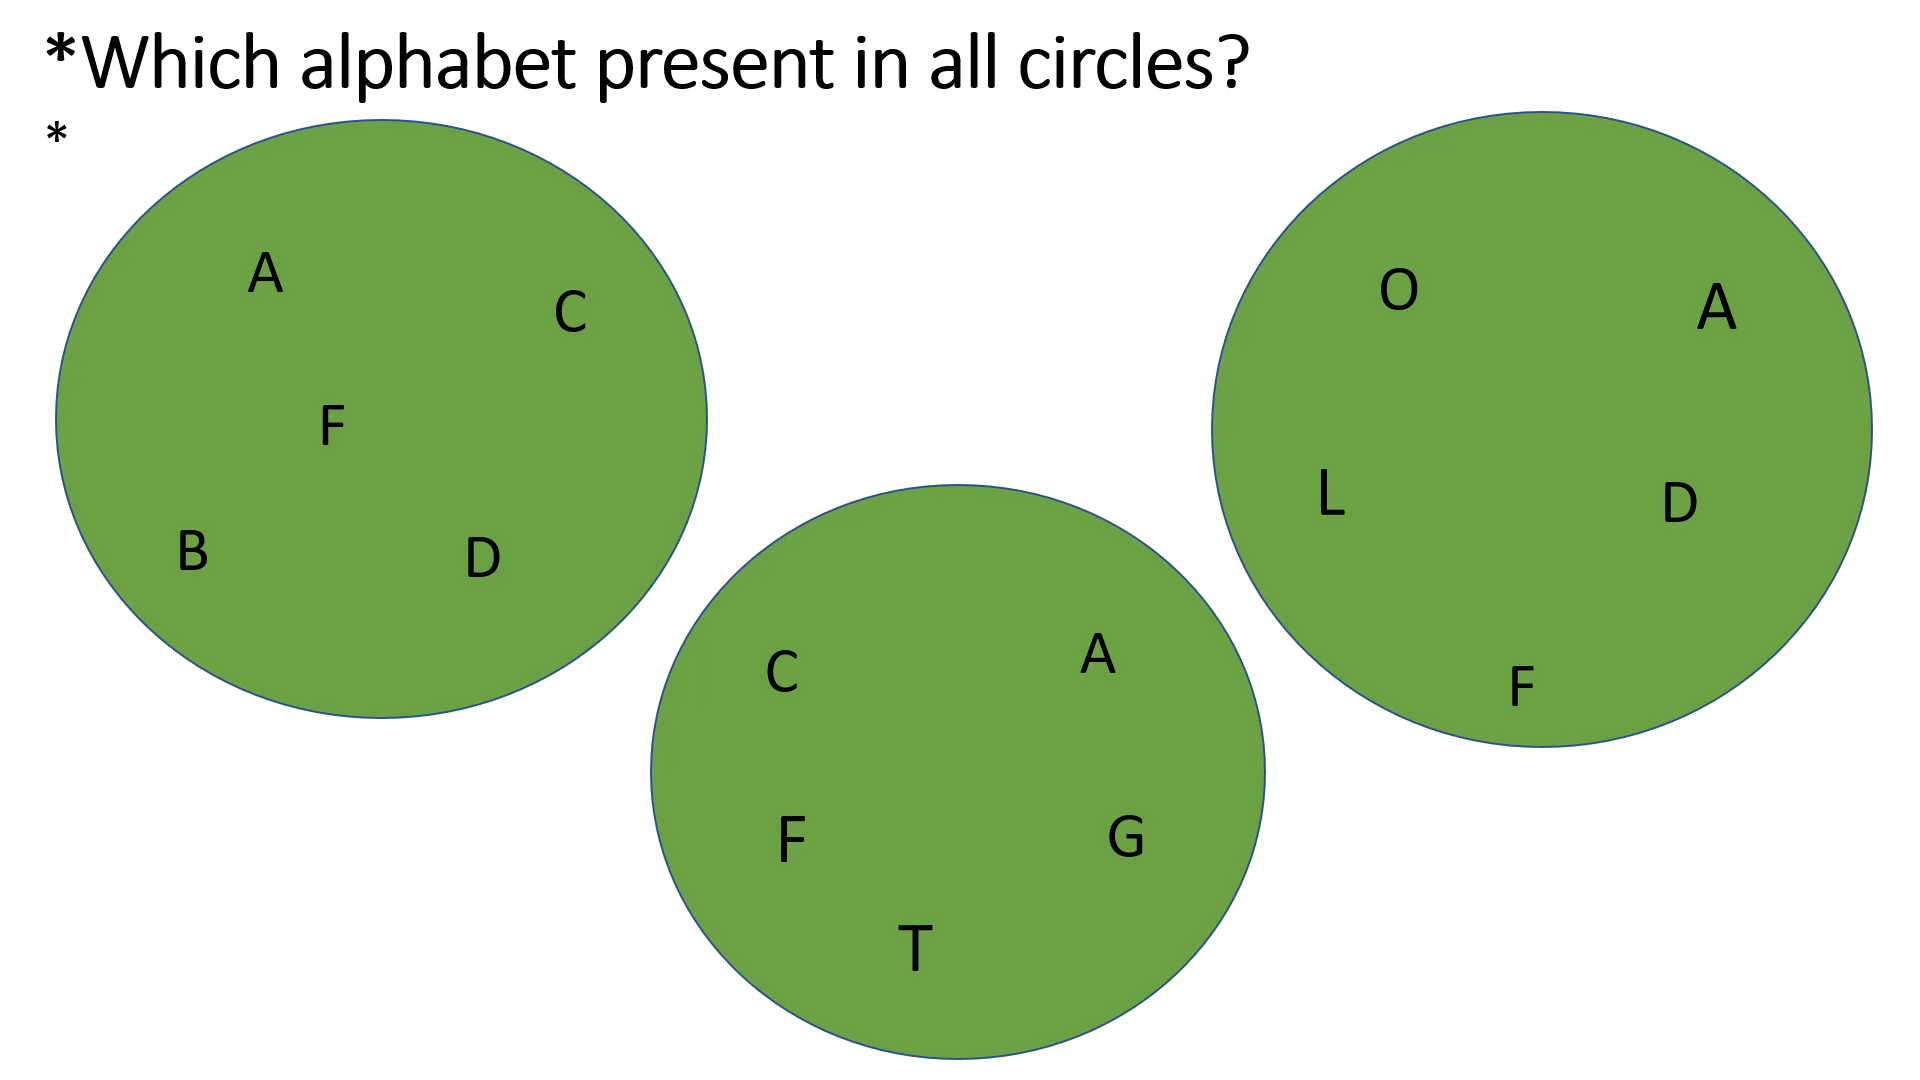 *Which alphabet present in all circles?
*
A
C
F
B
D
C
A
F
G
T
O
A
L
D
F